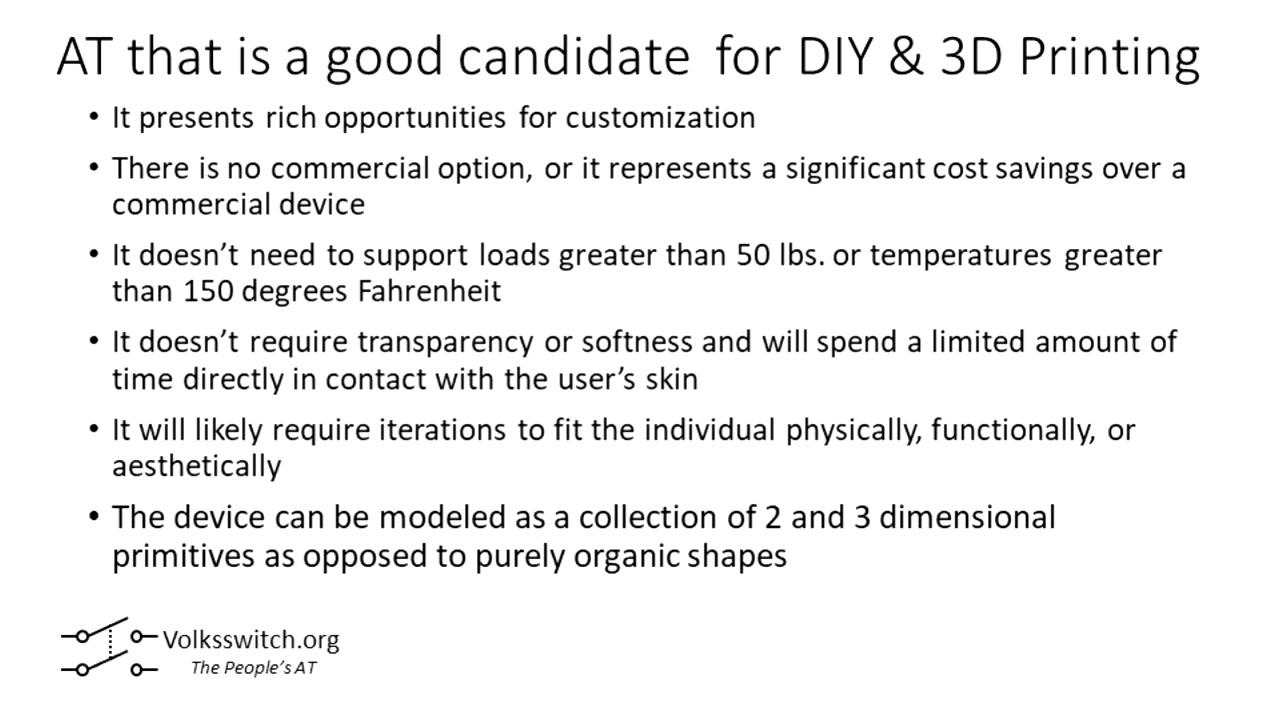 AT that is a good candidate for DIY & 3D Printing
• It presents rich opportunities for customization
• There is no commercial option, or it represents a significant cost savings over a
commercial device
• It doesn’t need to support loads greater than 50 lbs. or temperatures greater
than 150 degrees Fahrenheit
• It doesn’t require transparency or softness and will spend a limited amount of
time directly in contact with the user’s skin
• It will likely require iterations to fit the individual physically, functionally, or
aesthetically
• The device can be modeled as a collection of 2 and 3 dimensional
primitives as opposed to purely organic shapes
Volksswitch.org
The People’s AT